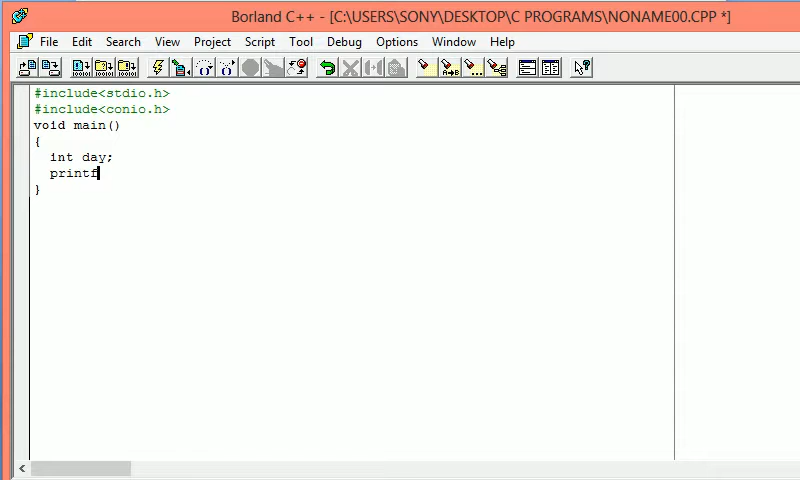 Borland C++ - [C:\USERS\SONY\DESKTOP\C PROGRAMS\NONAME00.CPP *]
File Edit Search View Project Script Tool Debug Options Window Help
#include<stdio.h>
#include<conio.h>
void main()
{
  int day;
  printf
}